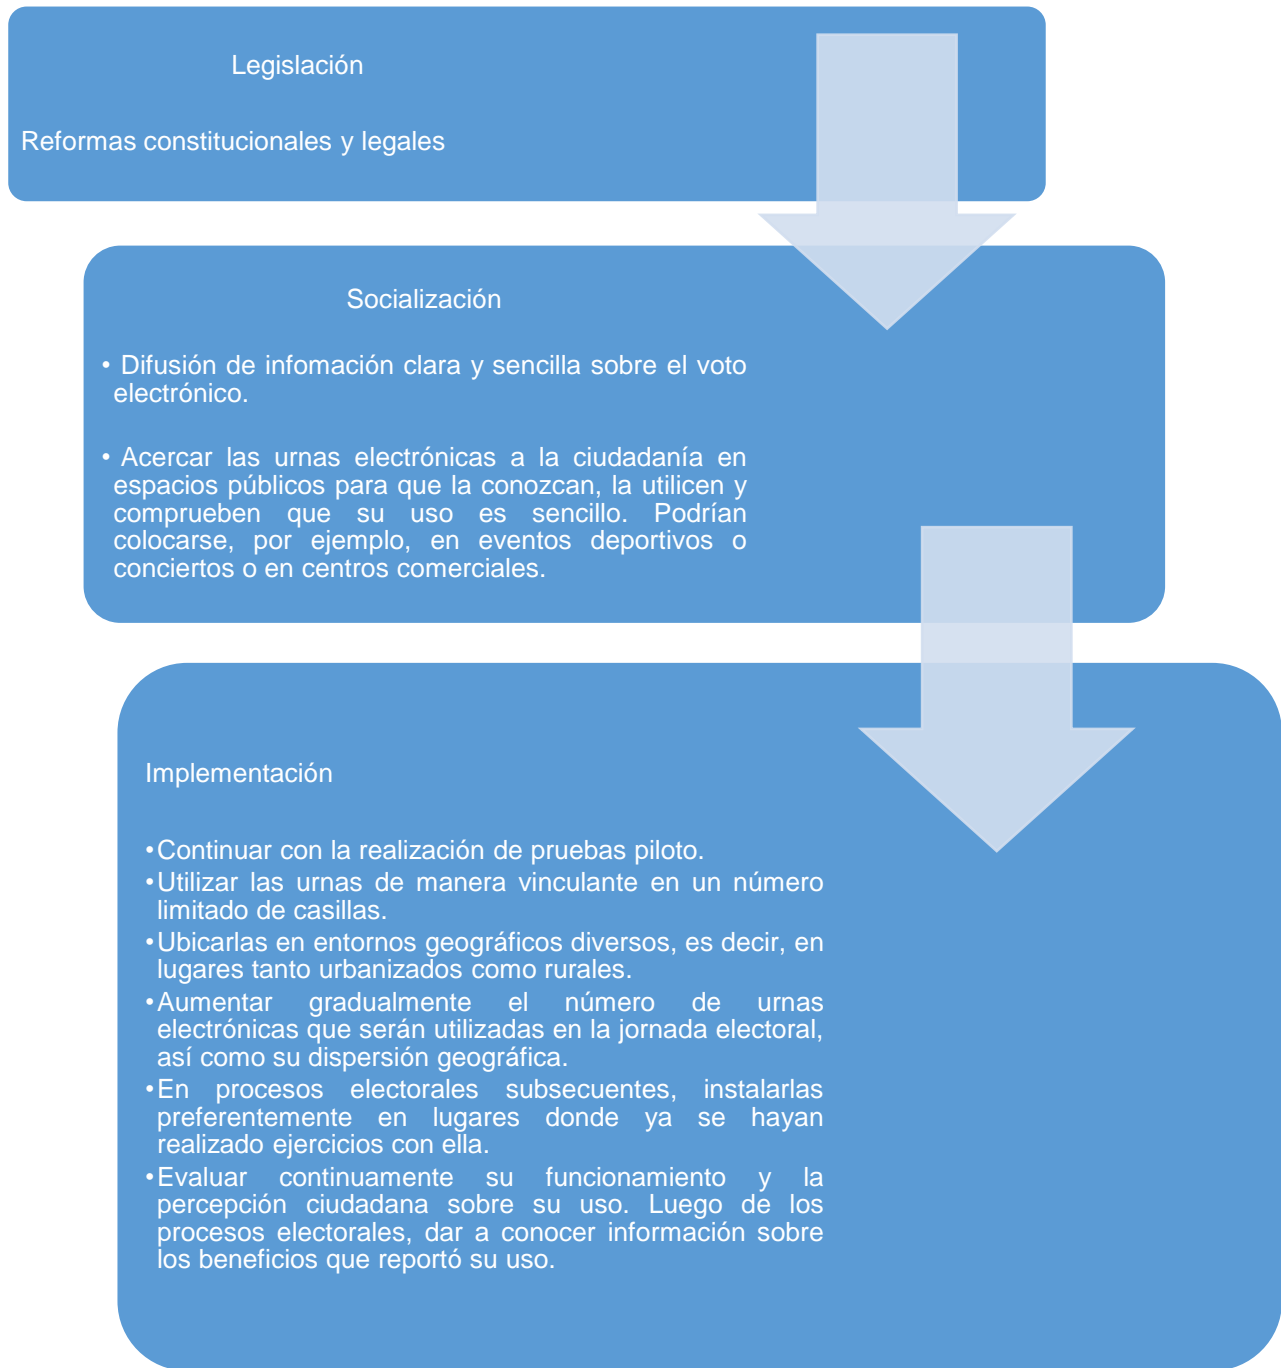 Legislación
Reformas constitucionales y legales
Socialización
• Difusión de infomación clara y sencilla sobre el voto
electrónico.
• Acercar las urnas electrónicas a la ciudadanía en
espacios públicos para que la conozcan, la utilicen y
comprueben que su uso es sencillo. Podrían
colocarse, por ejemplo, en eventos deportivos o
conciertos o en centros comerciales.
Implementación
•Continuar con la realización de pruebas piloto.
•Utilizar las urnas de manera vinculante en un número
limitado de casillas.
•Ubicarlas en entornos geográficos diversos, es decir, en
lugares tanto urbanizados como rurales.
•Aumentar gradualmente el número de urnas
electrónicas que serán utilizadas en la jornada electoral,
así como su dispersión geográfica.
•En procesos electorales subsecuentes, instalarlas
preferentemente en lugares donde ya se hayan
realizado ejercicios con ella.
•Evaluar continuamente su funcionamiento y la
percepción ciudadana sobre su uso. Luego de los
procesos electorales, dar a conocer información sobre
los beneficios que reportó su uso.